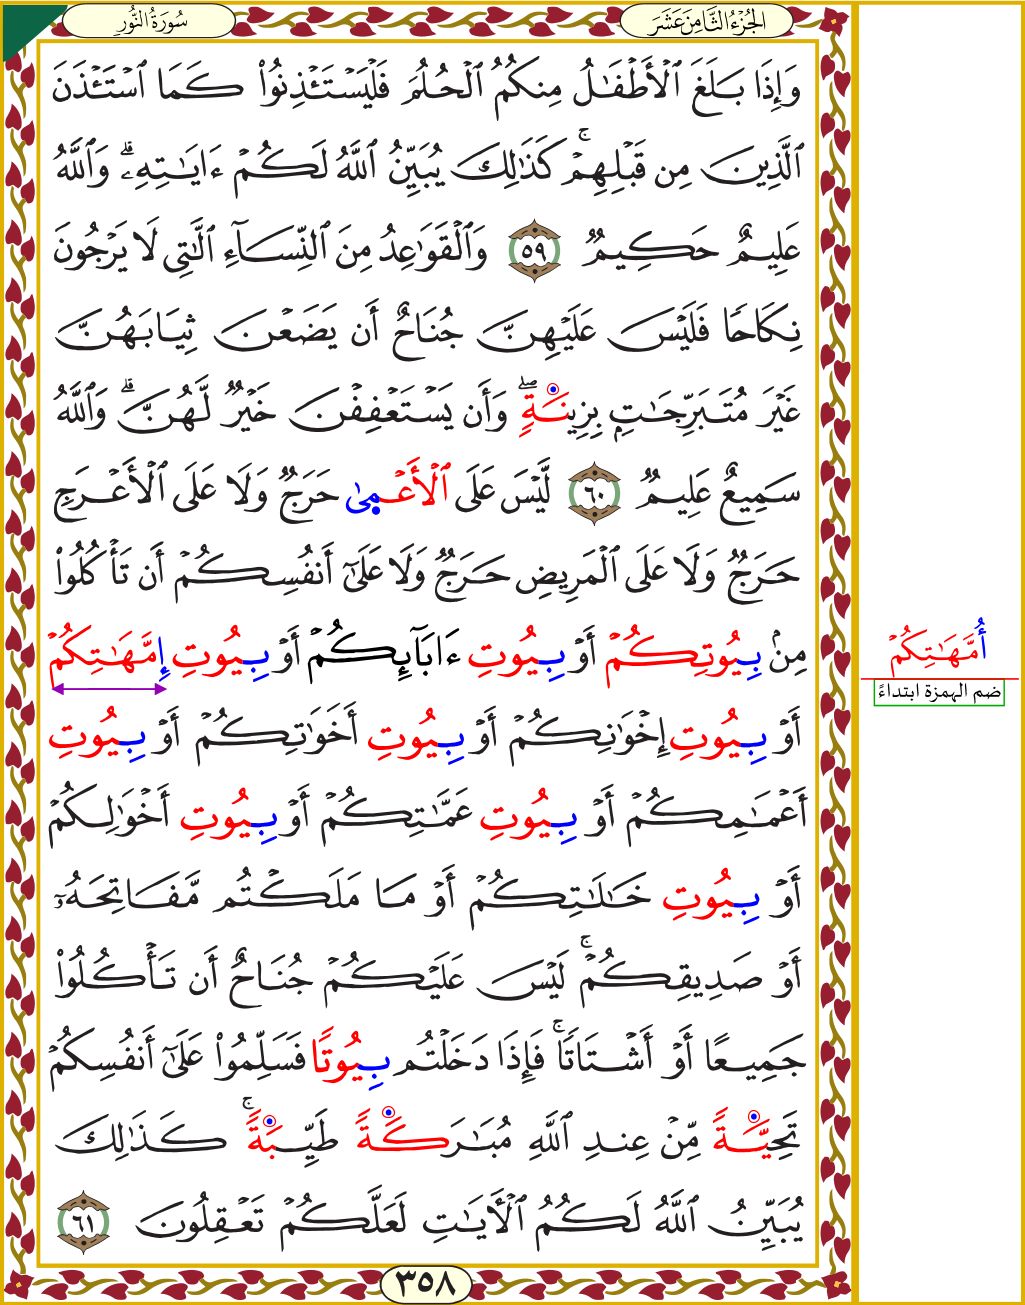 الجُزْءُ الثَّامِنَ عَشَرَ
سُورَةُ النُّورِ
وَإِذَا بَلَغَ ٱلْأَطْفَٰلُ مِنكُمُ ٱلْحُلُمَ فَلْيَسْتَـْٔذِنُوا۟ كَمَا ٱسْتَـْٔذَنَ
ٱلَّذِينَ مِن قَبْلِهِمْ ۚ كَذَٰلِكَ يُبَيِّنُ ٱللَّهُ لَكُمْ ءَايَٰتِهِۦ ۗ وَٱللَّهُ
عَلِيمٌ حَكِيمٌ ٥٩ وَٱلْقَوَٰعِدُ مِنَ ٱلنِّسَآءِ ٱلَّٰتِى لَا يَرْجُونَ
نِكَاحًا فَلَيْسَ عَلَيْهِنَّ جُنَاحٌ أَن يَضَعْنَ ثِيَابَهُنَّ
غَيْرَ مُتَبَرِّجَٰتٍۭ بِزِينَةٍ ۖ وَأَن يَسْتَعْفِفْنَ خَيْرٌ لَّهُنَّ ۗ وَٱللَّهُ
سَمِيعٌ عَلِيمٌ ٦٠ لَّيْسَ عَلَى ٱلْأَعْمِىٰ حَرَجٌ وَلَا عَلَى ٱلْأَعْرَجِ
حَرَجٌ وَلَا عَلَى ٱلْمَرِيضِ حَرَجٌ وَلَا عَلَىٰٓ أَنفُسِكُمْ أَن تَأْكُلُوا۟
مِنۢ بِيُوتِكُمْ أَوْ بِيُوتِ ءَابَآئِكُمْ أَوْ بِيُوتِ إِمَّهَٰتِكُمْ
أَوْ بِيُوتِ إِخْوَٰنِكُمْ أَوْ بِيُوتِ أَخَوَٰتِكُمْ أَوْ بِيُوتِ
أَعْمَٰمِكُمْ أَوْ بِيُوتِ عَمَّٰتِكُمْ أَوْ بِيُوتِ أَخْوَٰلِكُمْ
أَوْ بِيُوتِ خَٰلَٰتِكُمْ أَوْ مَا مَلَكْتُم مَّفَاتِحَهُۥٓ
أَوْ صَدِيقِكُمْ ۚ لَيْسَ عَلَيْكُمْ جُنَاحٌ أَن تَأْكُلُوا۟
جَمِيعًا أَوْ أَشْتَاتًا ۚ فَإِذَا دَخَلْتُم بِيُوتًا فَسَلِّمُوا۟ عَلَىٰٓ أَنفُسِكُمْ
تَحِيَّةً مِّنْ عِندِ ٱللَّهِ مُبَٰرَكَةً طَيِّبَةً ۚ كَذَٰلِكَ
يُبَيِّنُ ٱللَّهُ لَكُمُ ٱلْءَايَٰتِ لَعَلَّكُمْ تَعْقِلُونَ ٦١
أُمَّهَٰتِكُمْ
ضم الهمزة ابتداءً
٣٥٨